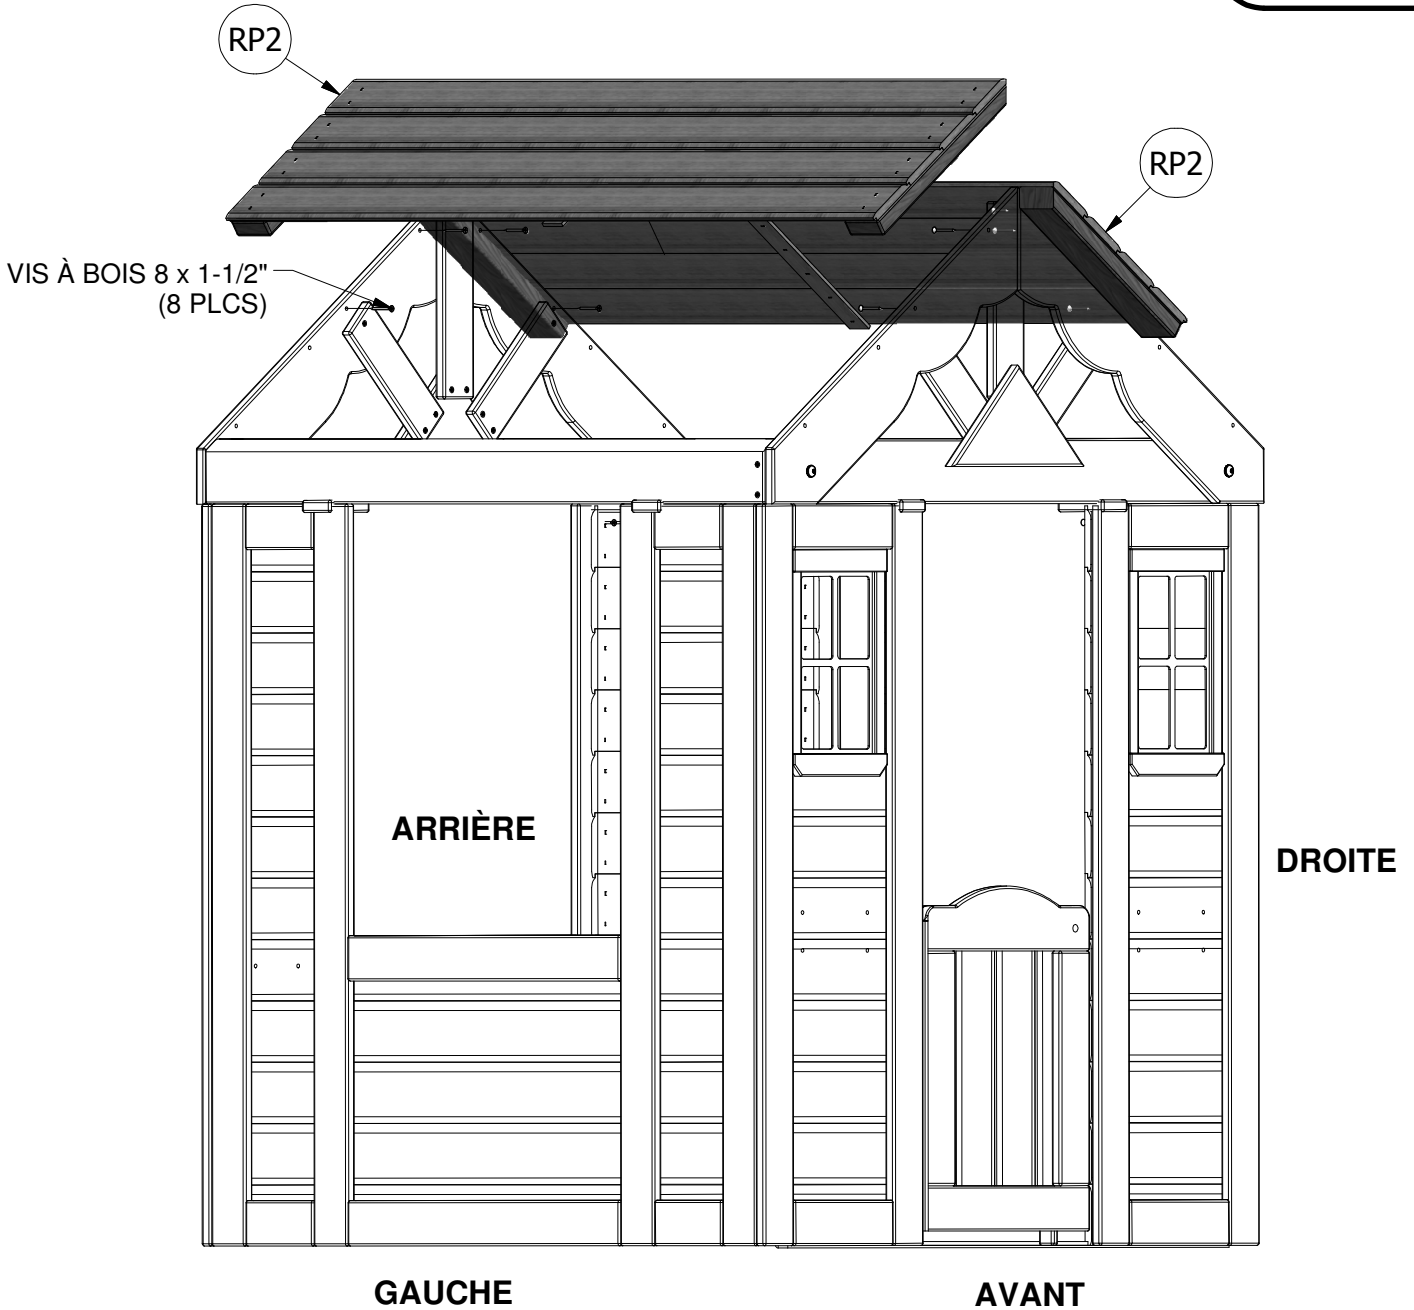 RP2
RP2
VIS À BOIS 8 x 1-1/2"
(8 PLCS)
ARRIÈRE
DROITE
GAUCHE
AVANT